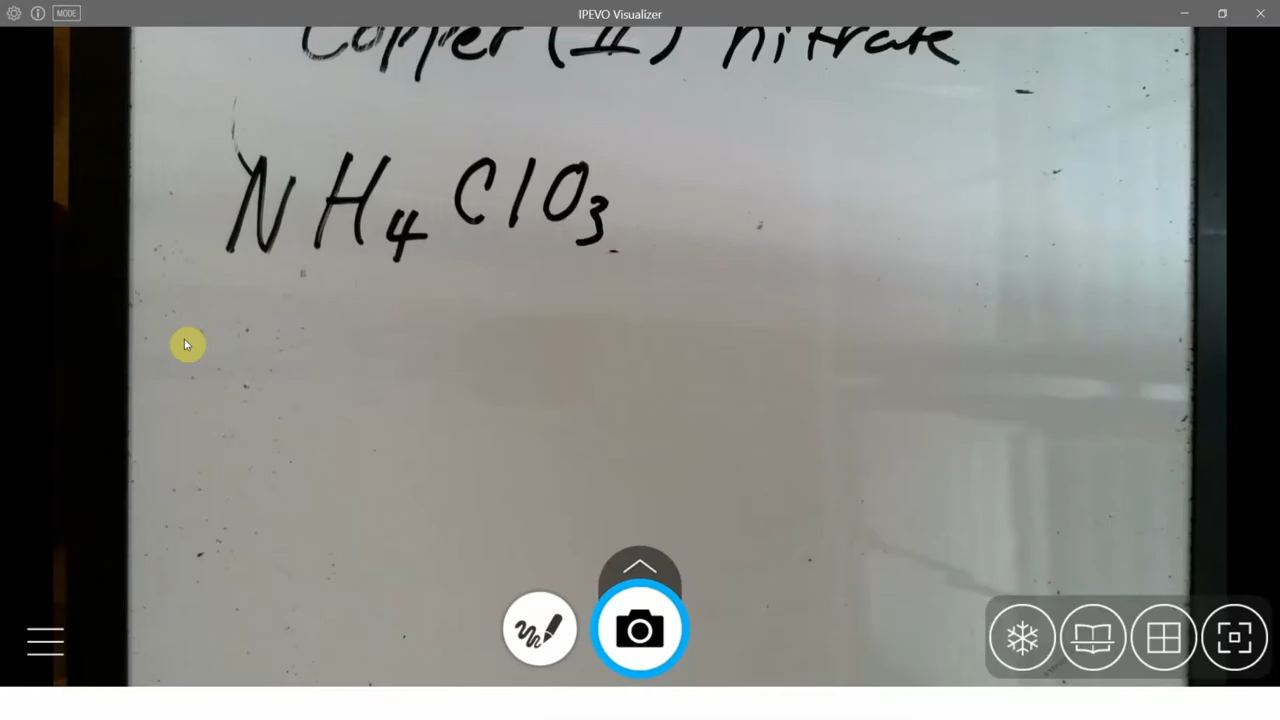 MODE
IPEVO Visualizer
Copper (II) nitrate
NH₄ClO₃